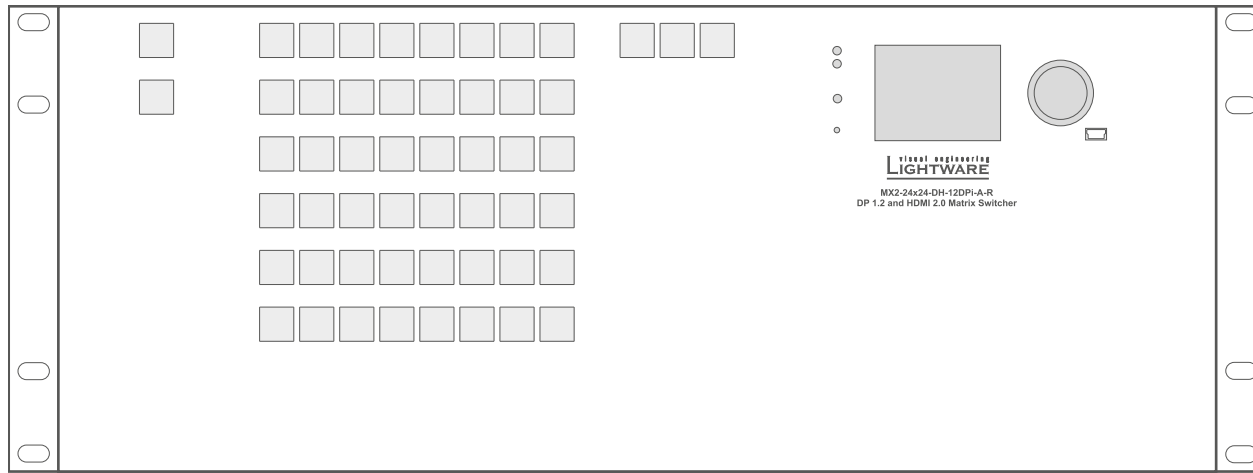 visual engineering
LIGHTWARE
MX2-24x24-DH-12DPi-A-R
DP 1.2 and HDMI 2.0 Matrix Switcher